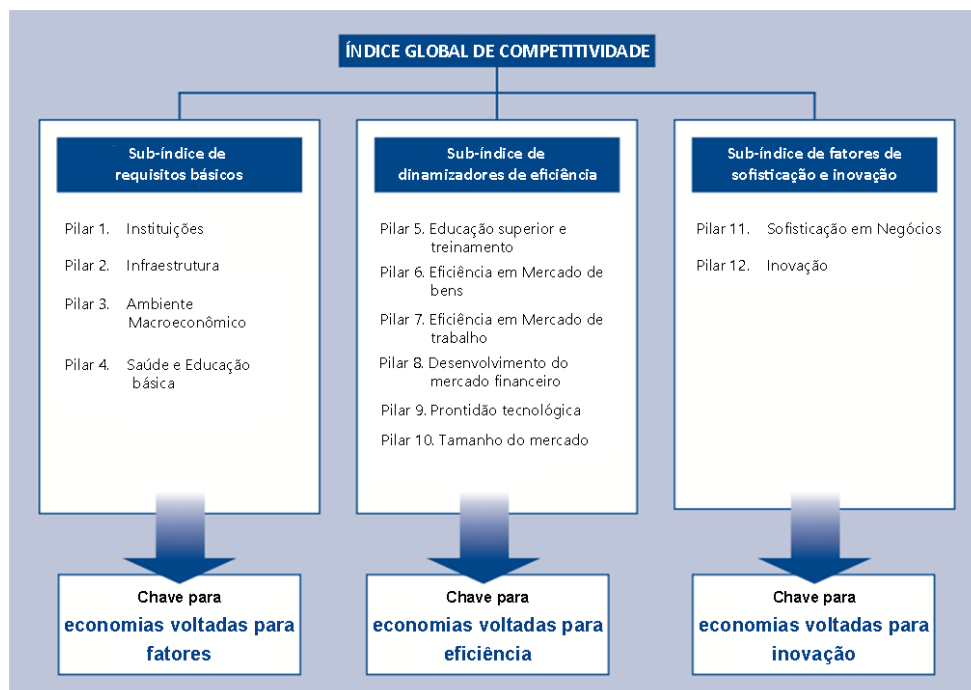 ÍNDICE GLOBAL DE COMPETITIVIDADE
Sub-índice de
requisitos básicos
Pilar 1. Instituições
Pilar 2. Infraestrutura
Pilar 3. Ambiente
Macroeconômico
Pilar 4. Saúde e Educação
básica
Chave para
economias voltadas para
fatores
Sub-índice de
dinamizadores de eficiência
Pilar 5. Educação superior e
treinamento
Pilar 6. Eficiência em Mercado de
bens
Pilar 7. Eficiência em Mercado de
trabalho
Pilar 8. Desenvolvimento do
mercado financeiro
Pilar 9. Prontidão tecnológica
Pilar 10. Tamanho do mercado
Chave para
economias voltadas para
eficiência
Sub-índice de fatores de
sofisticação e inovação
Pilar 11. Sofisticação em Negócios
Pilar 12. Inovação
Chave para
economias voltadas para
inovação